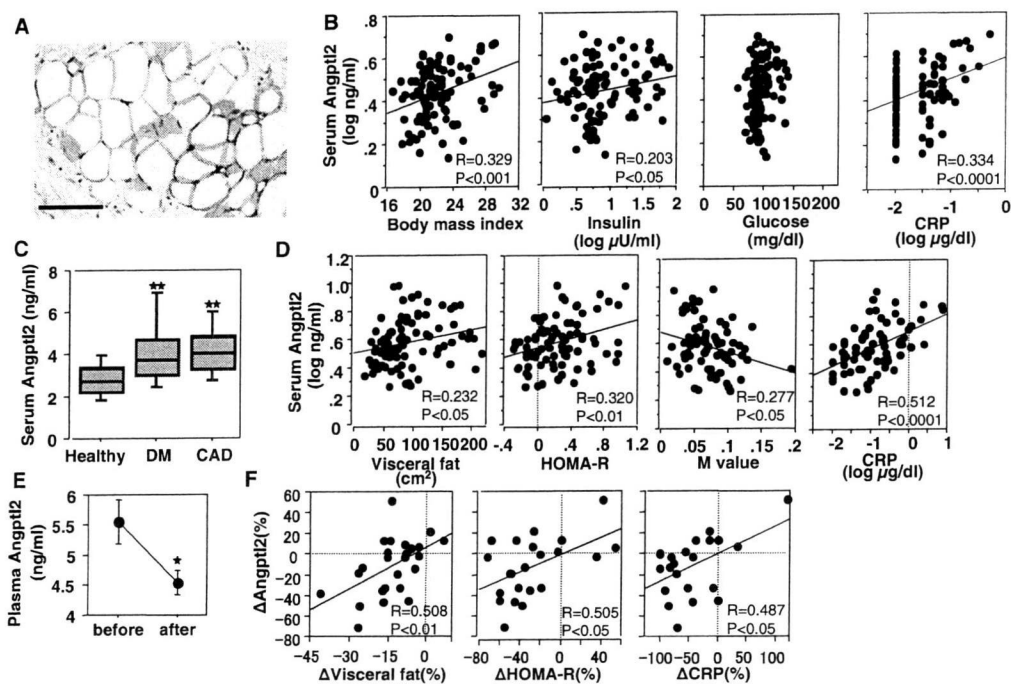 A
B
Serum Angptl2
(log ng/ml)
.8
.6
.4
.2
0
R=0.329
P<0.001
16 20 24 28 32
Body mass index
R=0.203
P<0.05
0 .5 1 1.5 2
Insulin
(log µU/ml)
0 50 100 150 200
Glucose
(mg/dl)
R=0.334
P<0.0001
-2 -1 0
CRP
(log µg/dl)
C
Serum Angptl2 (ng/ml)
8
6
4
2
0
★★
★★
Healthy DM CAD
D
Serum Angptl2
(log ng/ml)
1.2
1.0
.8
.6
.4
.2
0
R=0.232
P<0.05
0 50 100 150 200
Visceral fat
(cm²)
R=0.320
P<0.01
-.4 0 .4 .8 1.2
HOMA-R
R=0.277
P<0.05
0 .05 .1 .15 .2
M value
R=0.512
P<0.0001
-2 -1 0 1
CRP
(log µg/dl)
E
Plasma Angptl2
(ng/ml)
6
5.5
5
4.5
4
★
before after
F
ΔAngptl2(%)
60
40
20
0
−20
−40
−60
−80
R=0.508
P<0.01
−45 −30 −15 0
ΔVisceral fat(%)
R=0.505
P<0.05
−80 −40 0 40
ΔHOMA-R(%)
R=0.487
P<0.05
−100 −50 0 50 100
ΔCRP(%)